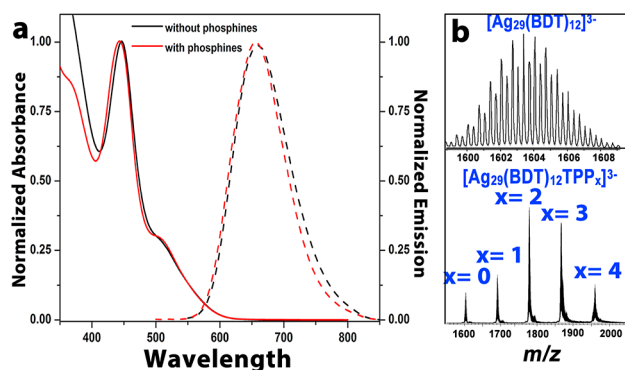 a
without phosphines
with phosphines
Normalized Absorbance
1.00
0.75
0.50
0.25
0.00
1.00
0.75
0.50
0.25
0.00
Normalized Emission
400 500 600 700 800
Wavelength
b
[Ag29(BDT)12]3-
1600 1602 1604 1606 1608
[Ag29(BDT)12TPPx]3-
x= 0
x= 1
x= 2
x= 3
x= 4
1600 1700 1800 1900 2000
m/z